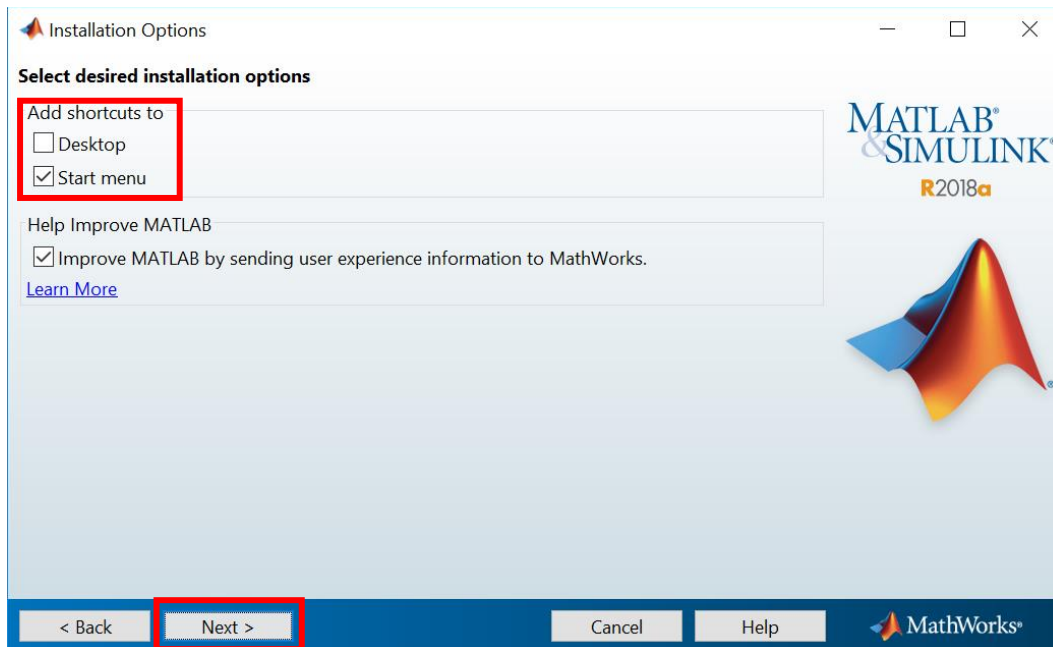 Installation Options
Select desired installation options
Add shortcuts to
Desktop
Start menu
Help Improve MATLAB
Improve MATLAB by sending user experience information to MathWorks.
Learn More
MATLAB®
&SIMULINK®
R2018a
®
< Back
Next >
Cancel
Help
MathWorks®